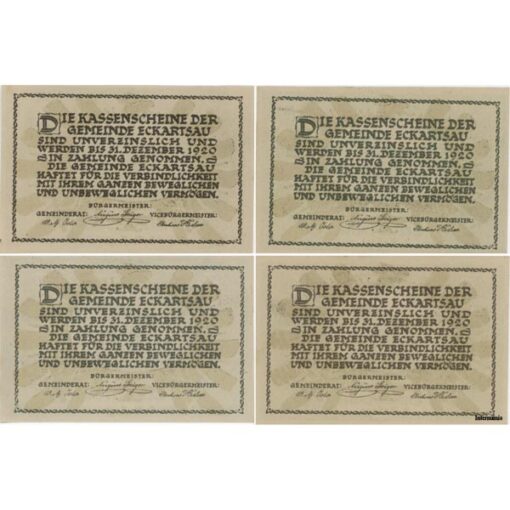 DIE KASSENSCHEINE DER
GEMEINDE ECKARTSAU
SIND UNVERZINSLICH UND
WERDEN BIS 31. DEZEMBER 1920
IN ZAHLUNG GENOMMEN.
DIE GEMEINDE ECKARTSAU
HAFTET FÜR DIE VERBINDLICHKEIT
MIT IHREM GANZEN BEWEGLICHEN
UND UNBEWEGLICHEN VERMÖGEN.
BÜRGERMEISTER:
GEMEINDERAT: VICEBÜRGERMEISTER:
DIE KASSENSCHEINE DER
GEMEINDE ECKARTSAU
SIND UNVERZINSLICH UND
WERDEN BIS 31. DEZEMBER 1920
IN ZAHLUNG GENOMMEN.
DIE GEMEINDE ECKARTSAU
HAFTET FÜR DIE VERBINDLICHKEIT
MIT IHREM GANZEN BEWEGLICHEN
UND UNBEWEGLICHEN VERMÖGEN.
BÜRGERMEISTER:
GEMEINDERAT: VICEBÜRGERMEISTER:
DIE KASSENSCHEINE DER
GEMEINDE ECKARTSAU
SIND UNVERZINSLICH UND
WERDEN BIS 31. DEZEMBER 1920
IN ZAHLUNG GENOMMEN.
DIE GEMEINDE ECKARTSAU
HAFTET FÜR DIE VERBINDLICHKEIT
MIT IHREM GANZEN BEWEGLICHEN
UND UNBEWEGLICHEN VERMÖGEN.
BÜRGERMEISTER:
GEMEINDERAT: VICEBÜRGERMEISTER:
DIE KASSENSCHEINE DER
GEMEINDE ECKARTSAU
SIND UNVERZINSLICH UND
WERDEN BIS 31. DEZEMBER 1920
IN ZAHLUNG GENOMMEN.
DIE GEMEINDE ECKARTSAU
HAFTET FÜR DIE VERBINDLICHKEIT
MIT IHREM GANZEN BEWEGLICHEN
UND UNBEWEGLICHEN VERMÖGEN.
BÜRGERMEISTER:
GEMEINDERAT: VICEBÜRGERMEISTER: